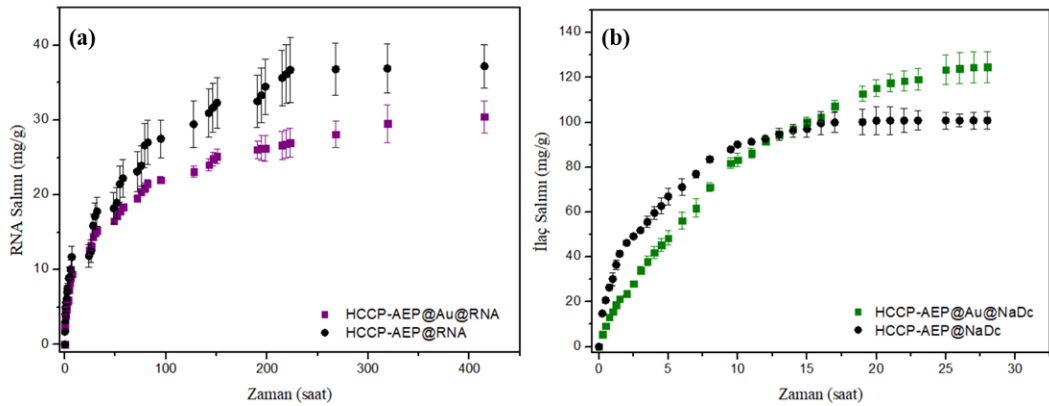 (a)
RNA Salımı (mg/g)
40
30
20
10
0
HCCP-AEP@Au@RNA
HCCP-AEP@RNA
0 100 200 300 400
Zaman (saat)
(b)
İlaç Salımı (mg/g)
140
120
100
80
60
40
20
0
HCCP-AEP@Au@NaDc
HCCP-AEP@NaDc
0 5 10 15 20 25 30
Zaman (saat)